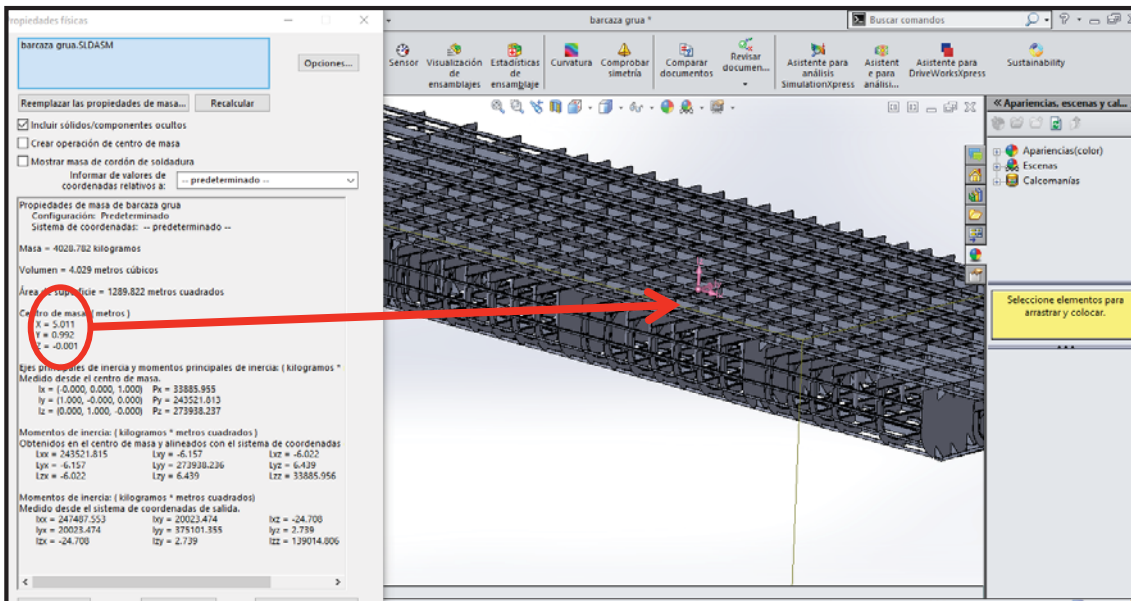 ropiedades físicas
barcaza grua.SLDASM
Opciones...
Reemplazar las propiedades de masa...
Recalcular
Incluir sólidos/componentes ocultos
Crear operación de centro de masa
Mostrar masa de cordón de soldadura
Informar de valores de
coordenadas relativos a:
-- predeterminado --
Propiedades de masa de barcaza grua
Configuración: Predeterminado
Sistema de coordenadas: -- predeterminado --
Masa = 4028.782 kilogramos
Volumen = 4.029 metros cúbicos
Área de superficie = 1289.822 metros cuadrados
Centro de masa: ( metros )
X = 5.011
Y = 0.992
Z = -0.001
Ejes principales de inercia y momentos principales de inercia: ( kilogramos *
Medido desde el centro de masa.
Ix = (-0.000, 0.000, 1.000) Px = 33885.955
Iy = (1.000, -0.000, 0.000) Py = 243521.813
Iz = (0.000, 1.000, -0.000) Pz = 273938.237
Momentos de inercia: ( kilogramos * metros cuadrados )
Obtenidos en el centro de masa y alineados con el sistema de coordenadas
Lxx = 243521.815 Lxy = -6.157 Lxz = -6.022
Lyx = -6.157 Lyy = 273938.236 Lyz = 6.439
Lzx = -6.022 Lzy = 6.439 Lzz = 33885.956
Momentos de inercia: ( kilogramos * metros cuadrados)
Medido desde el sistema de coordenadas de salida.
Ixx = 247487.553 Ixy = 20023.474 Ixz = -24.708
Iyx = 20023.474 Iyy = 375101.355 Iyz = 2.739
Izx = -24.708 Izy = 2.739 Izz = 139014.806
barcaza grua *
Buscar comandos
Sensor
Visualización
de
ensamblajes
Estadísticas
de
ensamblaje
Curvatura
Comprobar
simetría
Comparar
documentos
Revisar
documen...
Asistente para
análisis
SimulationXpress
Asistent
e para
análisi...
Asistente para
DriveWorksXpress
Sustainability
Apariencias, escenas y cal...
Apariencias(color)
Escenas
Calcomanías
Seleccione elementos para
arrastrar y colocar.